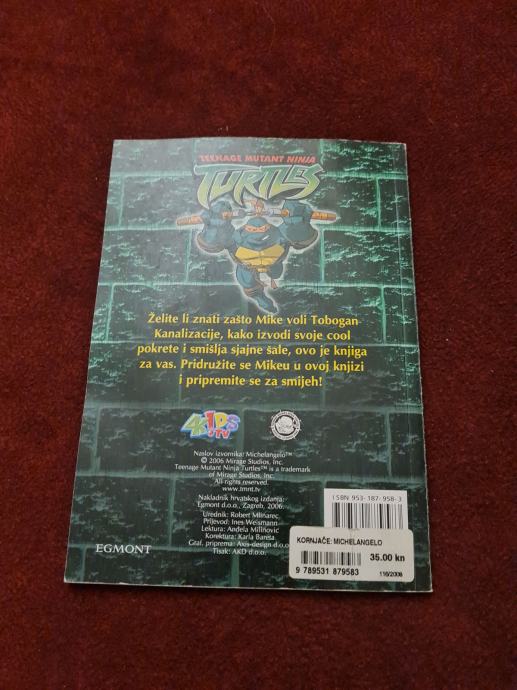 TEENAGE MUTANT NINJA
TURTLES
Želite li znati zašto Mike voli Tobogan
Kanalizacije, kako izvodi svoje cool
pokrete i smišlja sjajne šale, ovo je knjiga
za vas. Pridružite se Mikeu u ovoj knjizi
i pripremite se za smijeh!
4KIDS.TV
Naslov izvornika: Michelangelo™
© 2006 Mirage Studios, Inc.
Teenage Mutant Ninja Turtles™ is a trademark
of Mirage Studios, Inc.
All rights reserved.
www.tmnt.tv
Nakladnik hrvatskog izdanja:
Egmont d.o.o., Zagreb, 2006.
Urednik: Robert Mlinarec
Prijevod: Ines Weismann
Lektura: Anđela Milinović
Korektura: Karla Bareta
Graf. priprema: Axis-design d.o.o
Tisak: AKD d.o.o.
EGMONT
ISBN 953-187-958-3
KORNJAČE: MICHELANGELO
35.00 kn
9 789531 879583
116/2006